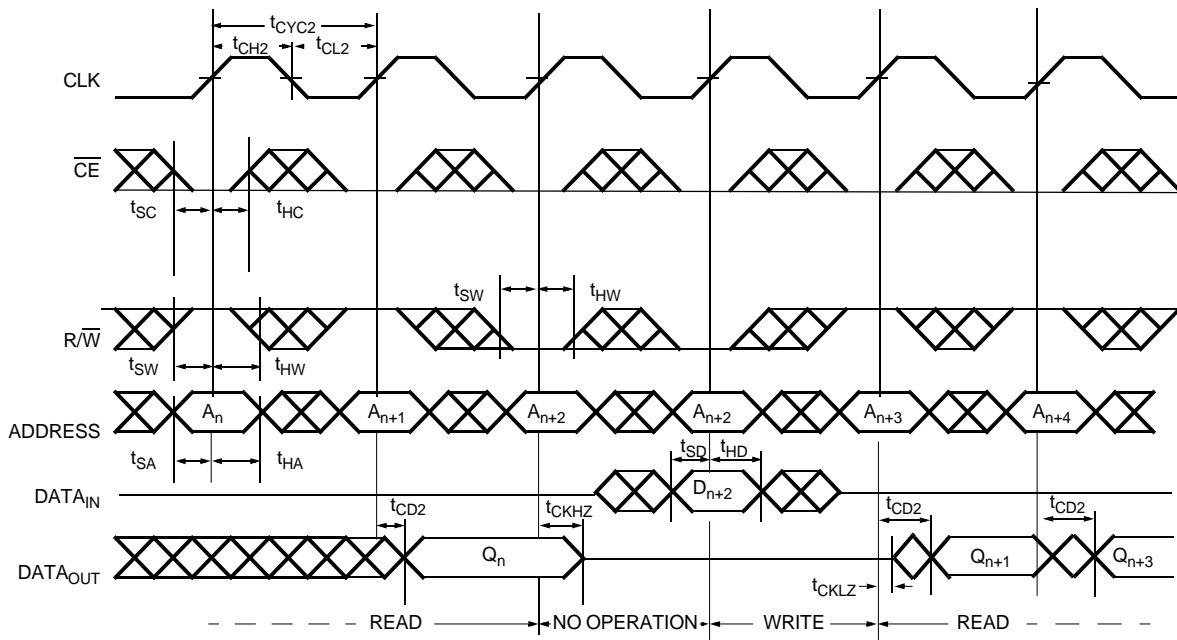 tCYC2
tCH2 tCL2
CLK
CE
tSC tHC
tSW tHW
R/W
tSW tHW
ADDRESS An An+1 An+2 An+2 An+3 An+4
tSA tHA tSD tHD
DATAIN Dn+2
tCD2 tCKHZ tCD2 tCD2
DATAOUT Qn Qn+1 Qn+3
tCKLZ
READ NO OPERATION WRITE READ